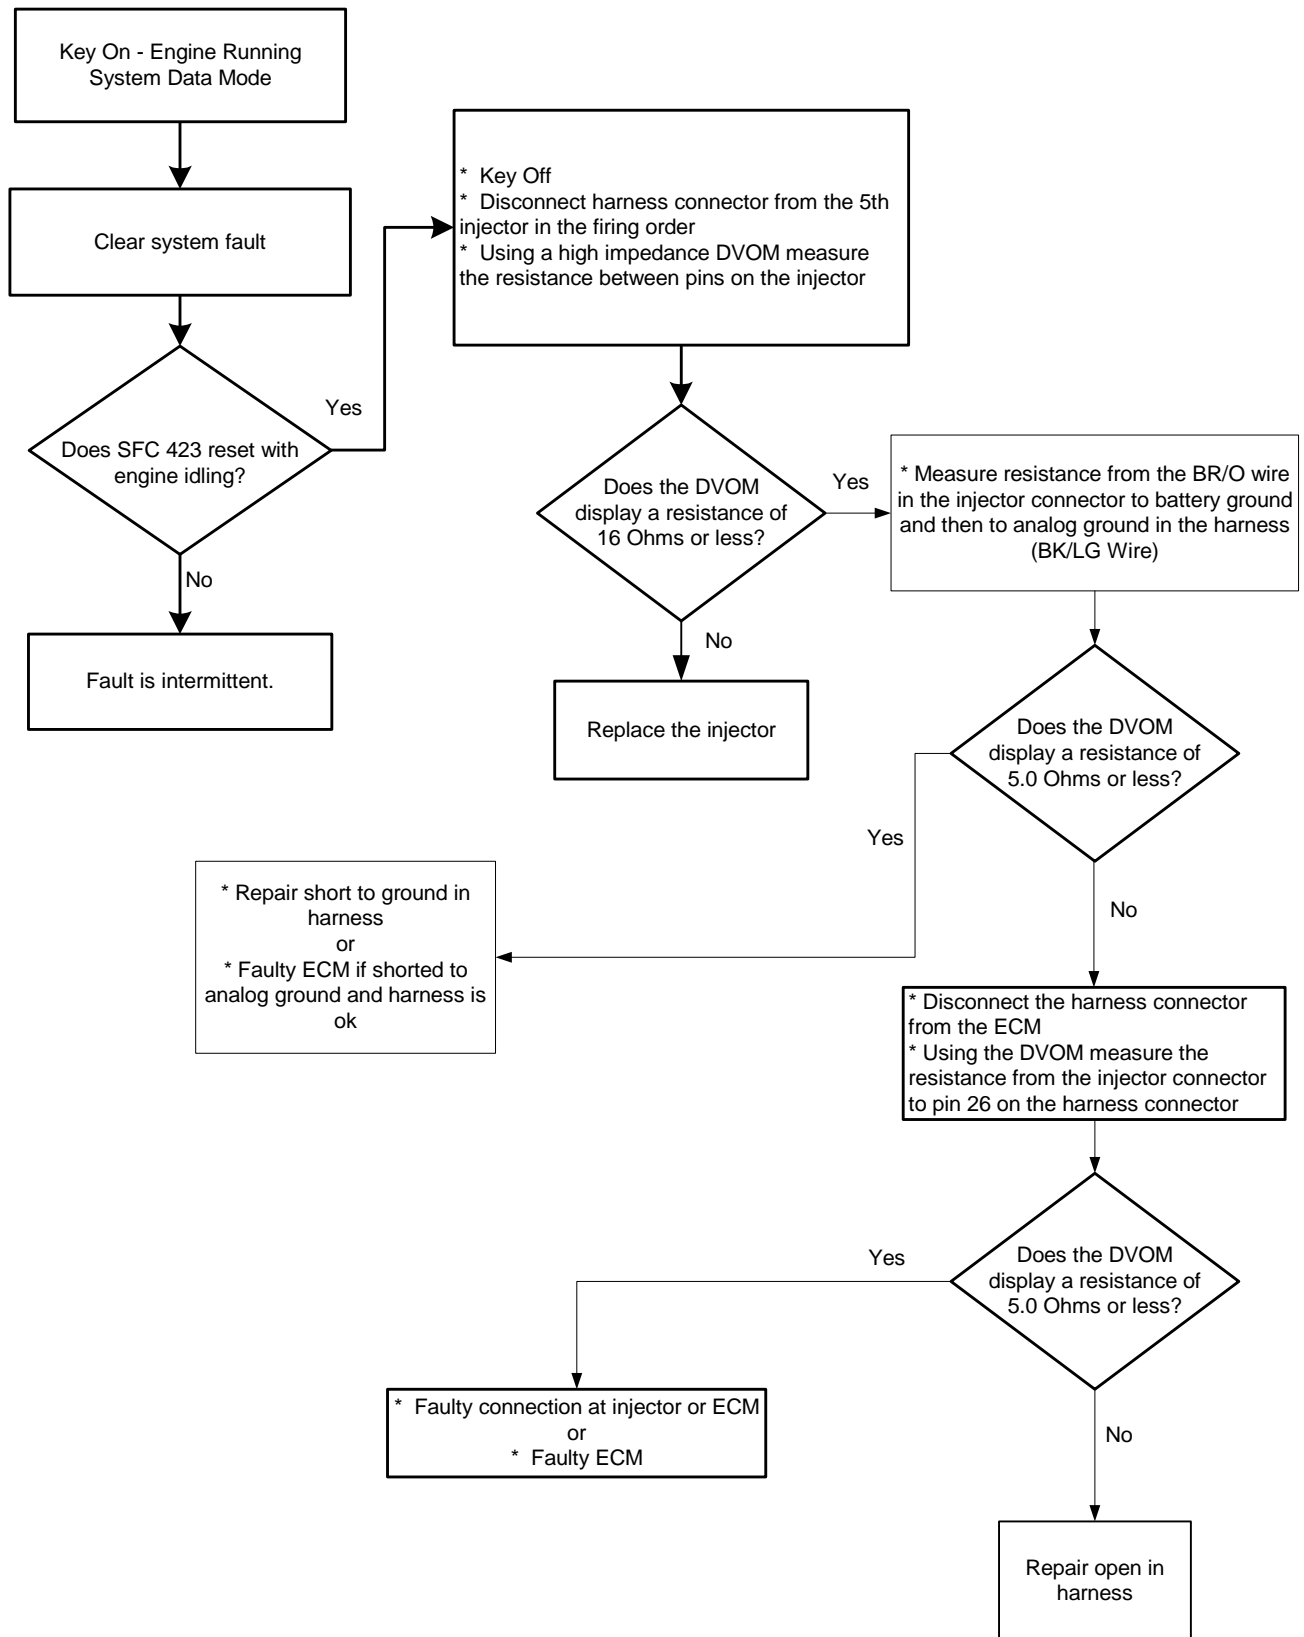 Key On - Engine Running
System Data Mode
Clear system fault
Does SFC 423 reset with
engine idling?
Yes
No
Fault is intermittent.
* Key Off
* Disconnect harness connector from the 5th
injector in the firing order
* Using a high impedance DVOM measure
the resistance between pins on the injector
Does the DVOM
display a resistance of
16 Ohms or less?
Yes
No
Replace the injector
* Measure resistance from the BR/O wire
in the injector connector to battery ground
and then to analog ground in the harness
(BK/LG Wire)
Does the DVOM
display a resistance of
5.0 Ohms or less?
Yes
* Repair short to ground in
harness
or
* Faulty ECM if shorted to
analog ground and harness is
ok
No
* Disconnect the harness connector
from the ECM
* Using the DVOM measure the
resistance from the injector connector
to pin 26 on the harness connector
Does the DVOM
display a resistance of
5.0 Ohms or less?
Yes
* Faulty connection at injector or ECM
or
* Faulty ECM
No
Repair open in
harness